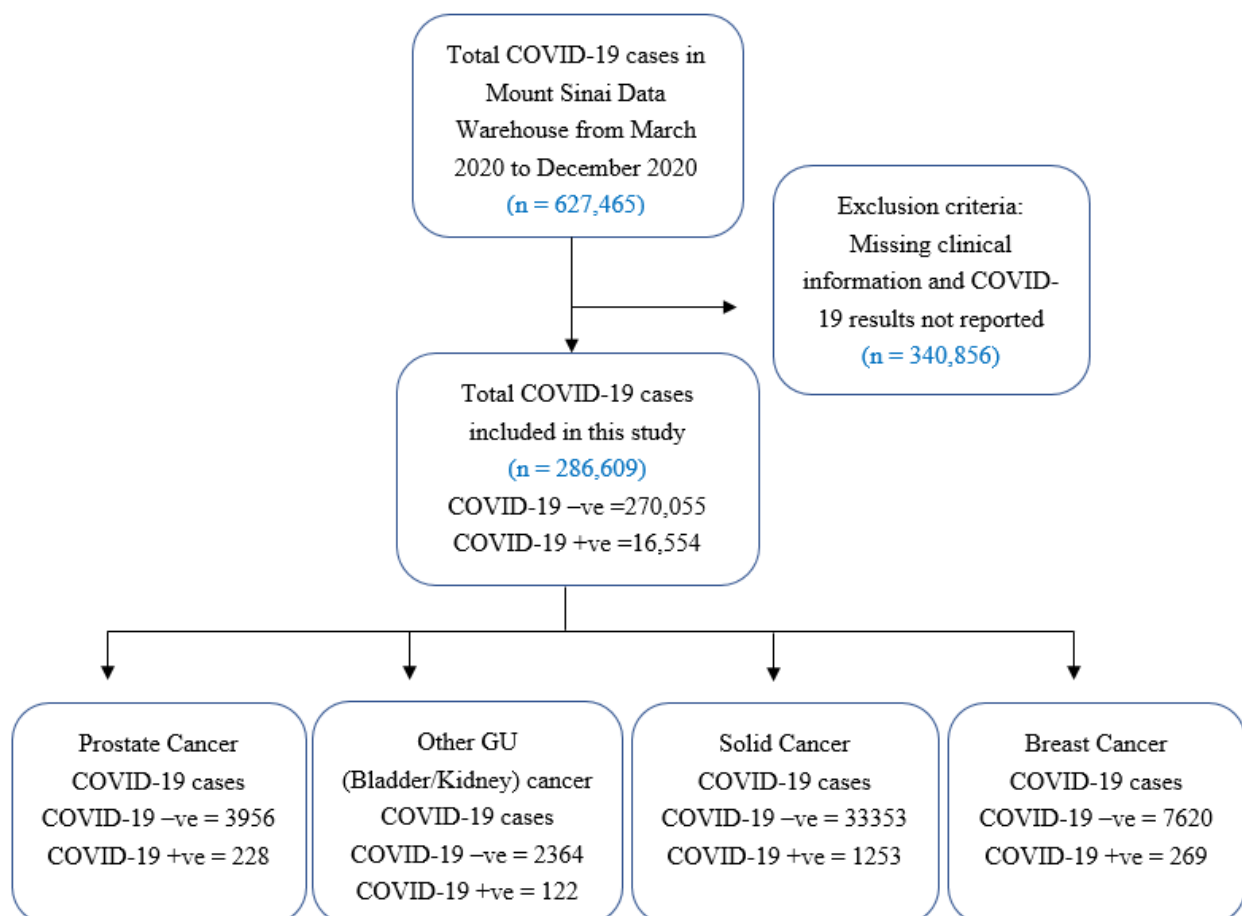 Total COVID-19 cases in
Mount Sinai Data
Warehouse from March
2020 to December 2020
(n = 627,465)
Exclusion criteria:
Missing clinical
information and COVID-
19 results not reported
(n = 340,856)
Total COVID-19 cases
included in this study
(n = 286,609)
COVID-19 –ve =270,055
COVID-19 +ve =16,554
Prostate Cancer
COVID-19 cases
COVID-19 –ve = 3956
COVID-19 +ve = 228
Other GU
(Bladder/Kidney) cancer
COVID-19 cases
COVID-19 –ve = 2364
COVID-19 +ve = 122
Solid Cancer
COVID-19 cases
COVID-19 –ve = 33353
COVID-19 +ve = 1253
Breast Cancer
COVID-19 cases
COVID-19 –ve = 7620
COVID-19 +ve = 269